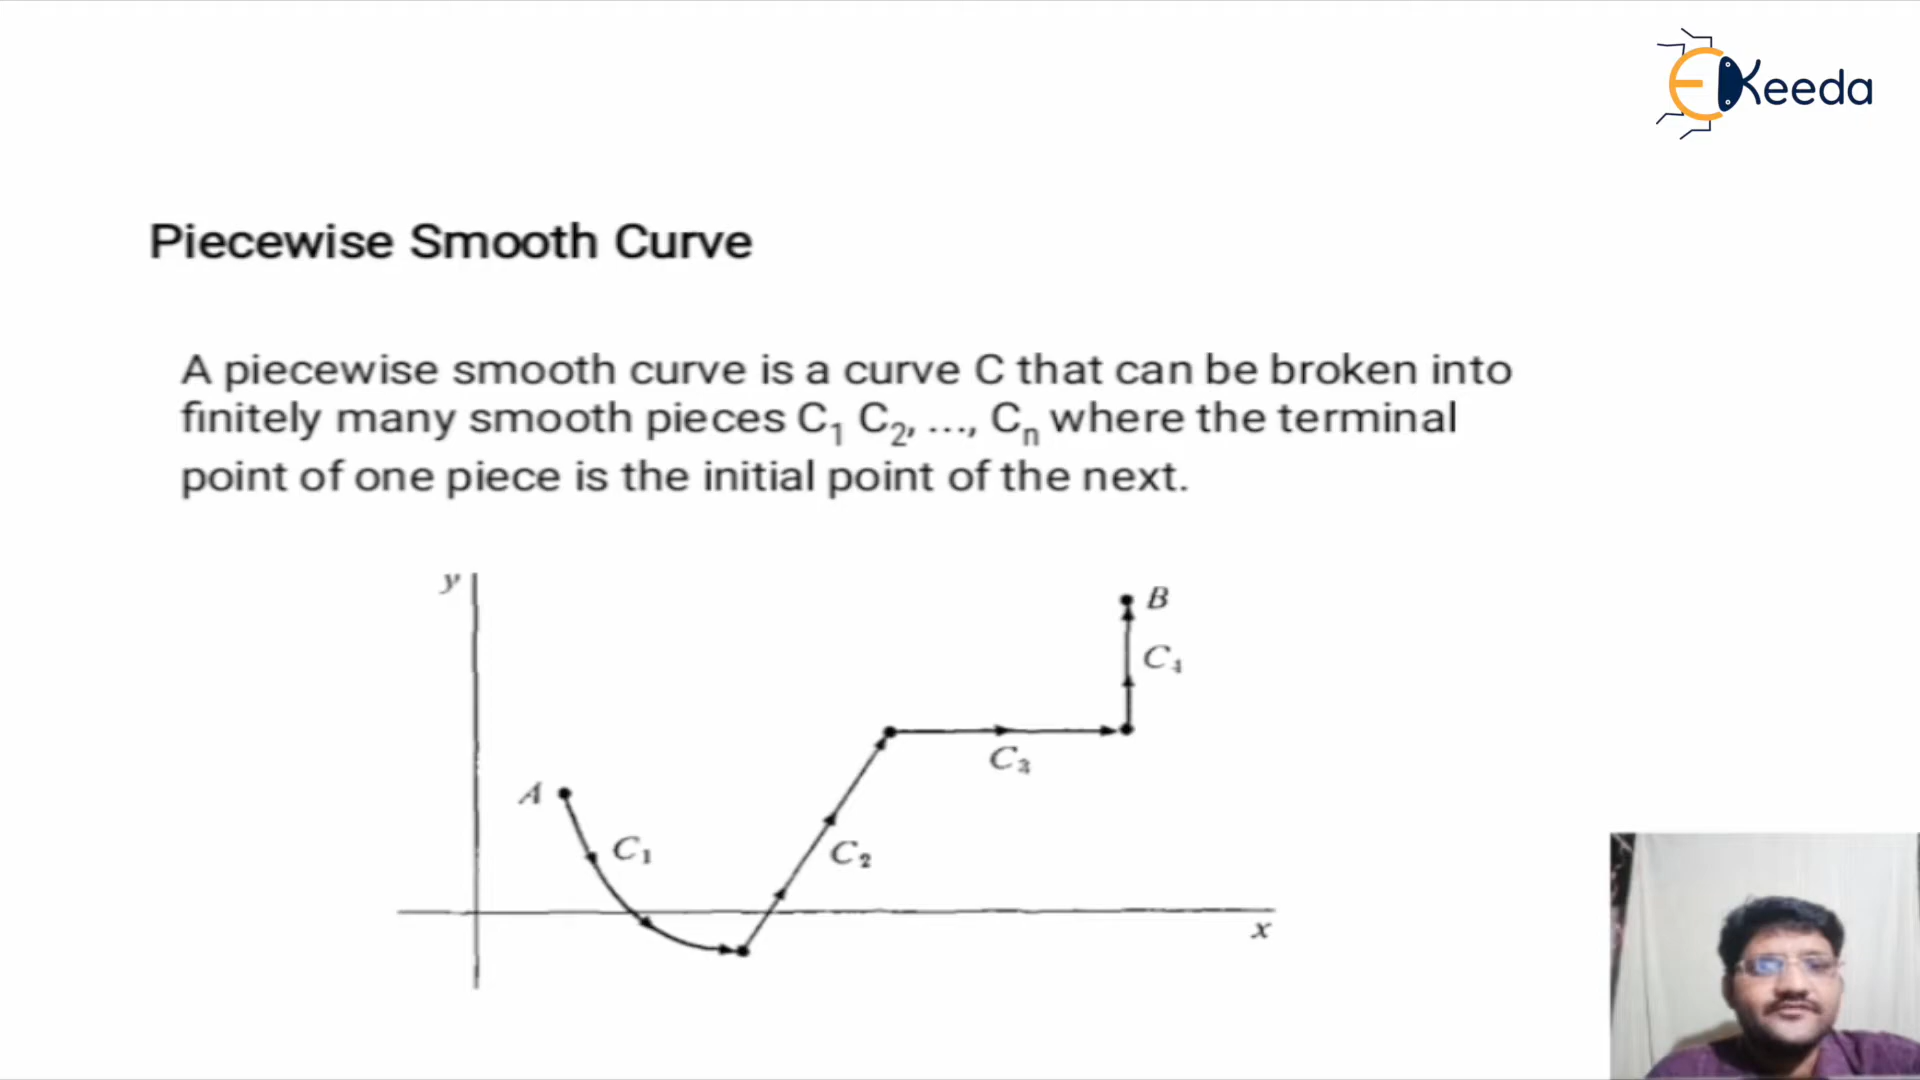 EKeeda
Piecewise Smooth Curve
A piecewise smooth curve is a curve C that can be broken into
finitely many smooth pieces C₁ C₂, ..., Cₙ where the terminal
point of one piece is the initial point of the next.
y
B
C₄
C₃
A
C₁
C₂
x